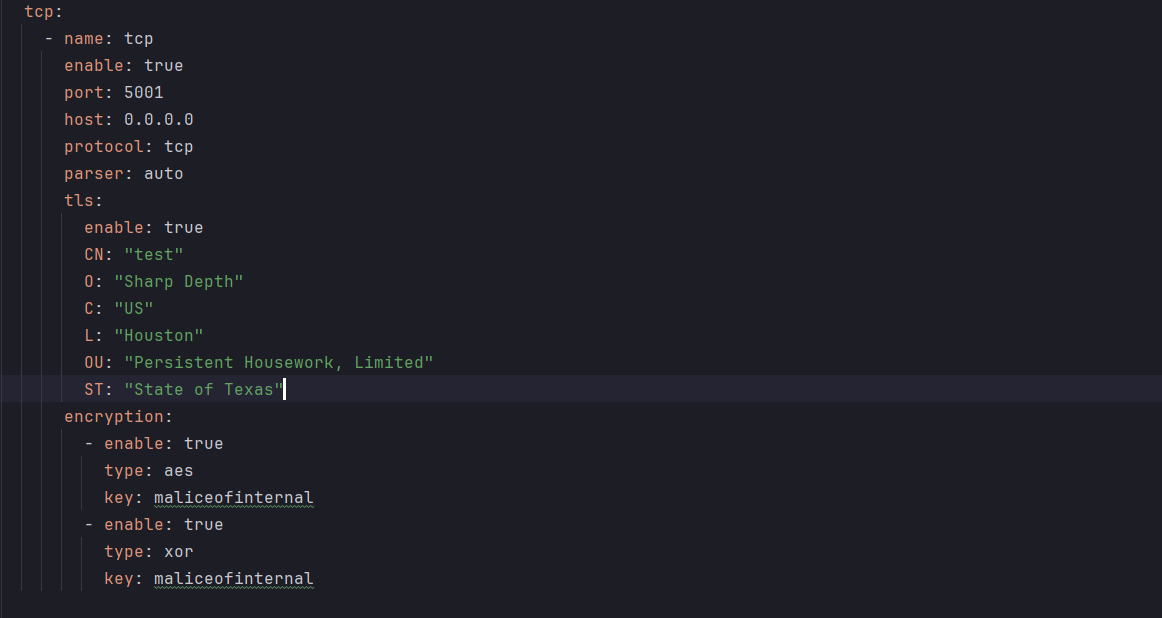 tcp:
- name: tcp
enable: true
port: 5001
host: 0.0.0.0
protocol: tcp
parser: auto
tls:
enable: true
CN: "test"
O: "Sharp Depth"
C: "US"
L: "Houston"
OU: "Persistent Housework, Limited"
ST: "State of Texas"
encryption:
- enable: true
type: aes
key: maliceofinternal
- enable: true
type: xor
key: maliceofinternal